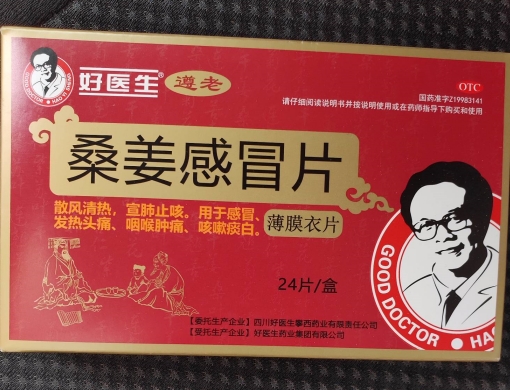 好医生® 遵老
OTC
国药准字Z19983141
请仔细阅读说明书并按说明使用或在药师指导下购买和使用
桑姜感冒片
散风清热，宣肺止咳。用于感冒、
发热头痛、咽喉肿痛、咳嗽痰白。
薄膜衣片
24片/盒
【委托生产企业】四川好医生攀西药业有限责任公司
【受托生产企业】好医生药业集团有限公司
GOOD DOCTOR
GOOD DOCTOR